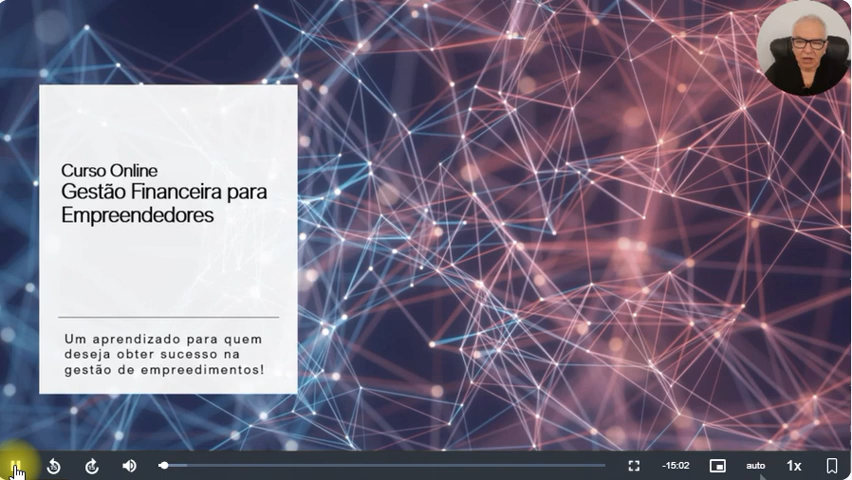 Curso Online
Gestão Financeira para
Empreendedores
Um aprendizado para quem
deseja obter sucesso na
gestão de empreedimentos!
-15:02
auto
1x